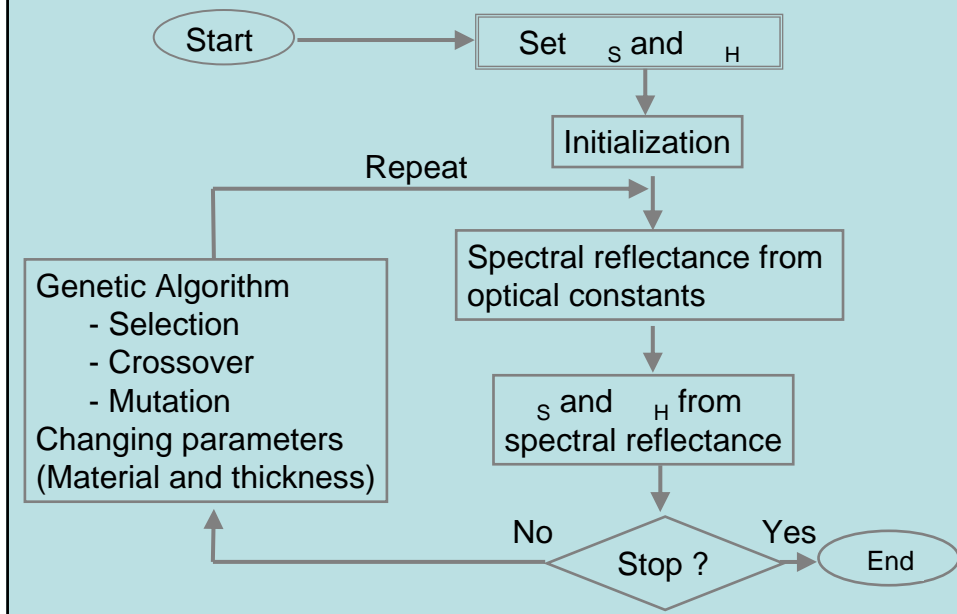 Start
Set S and H
Initialization
Repeat
Spectral reflectance from
optical constants
Genetic Algorithm
- Selection
- Crossover
- Mutation
Changing parameters
(Material and thickness)
S and H from
spectral reflectance
No
Yes
Stop ?
End